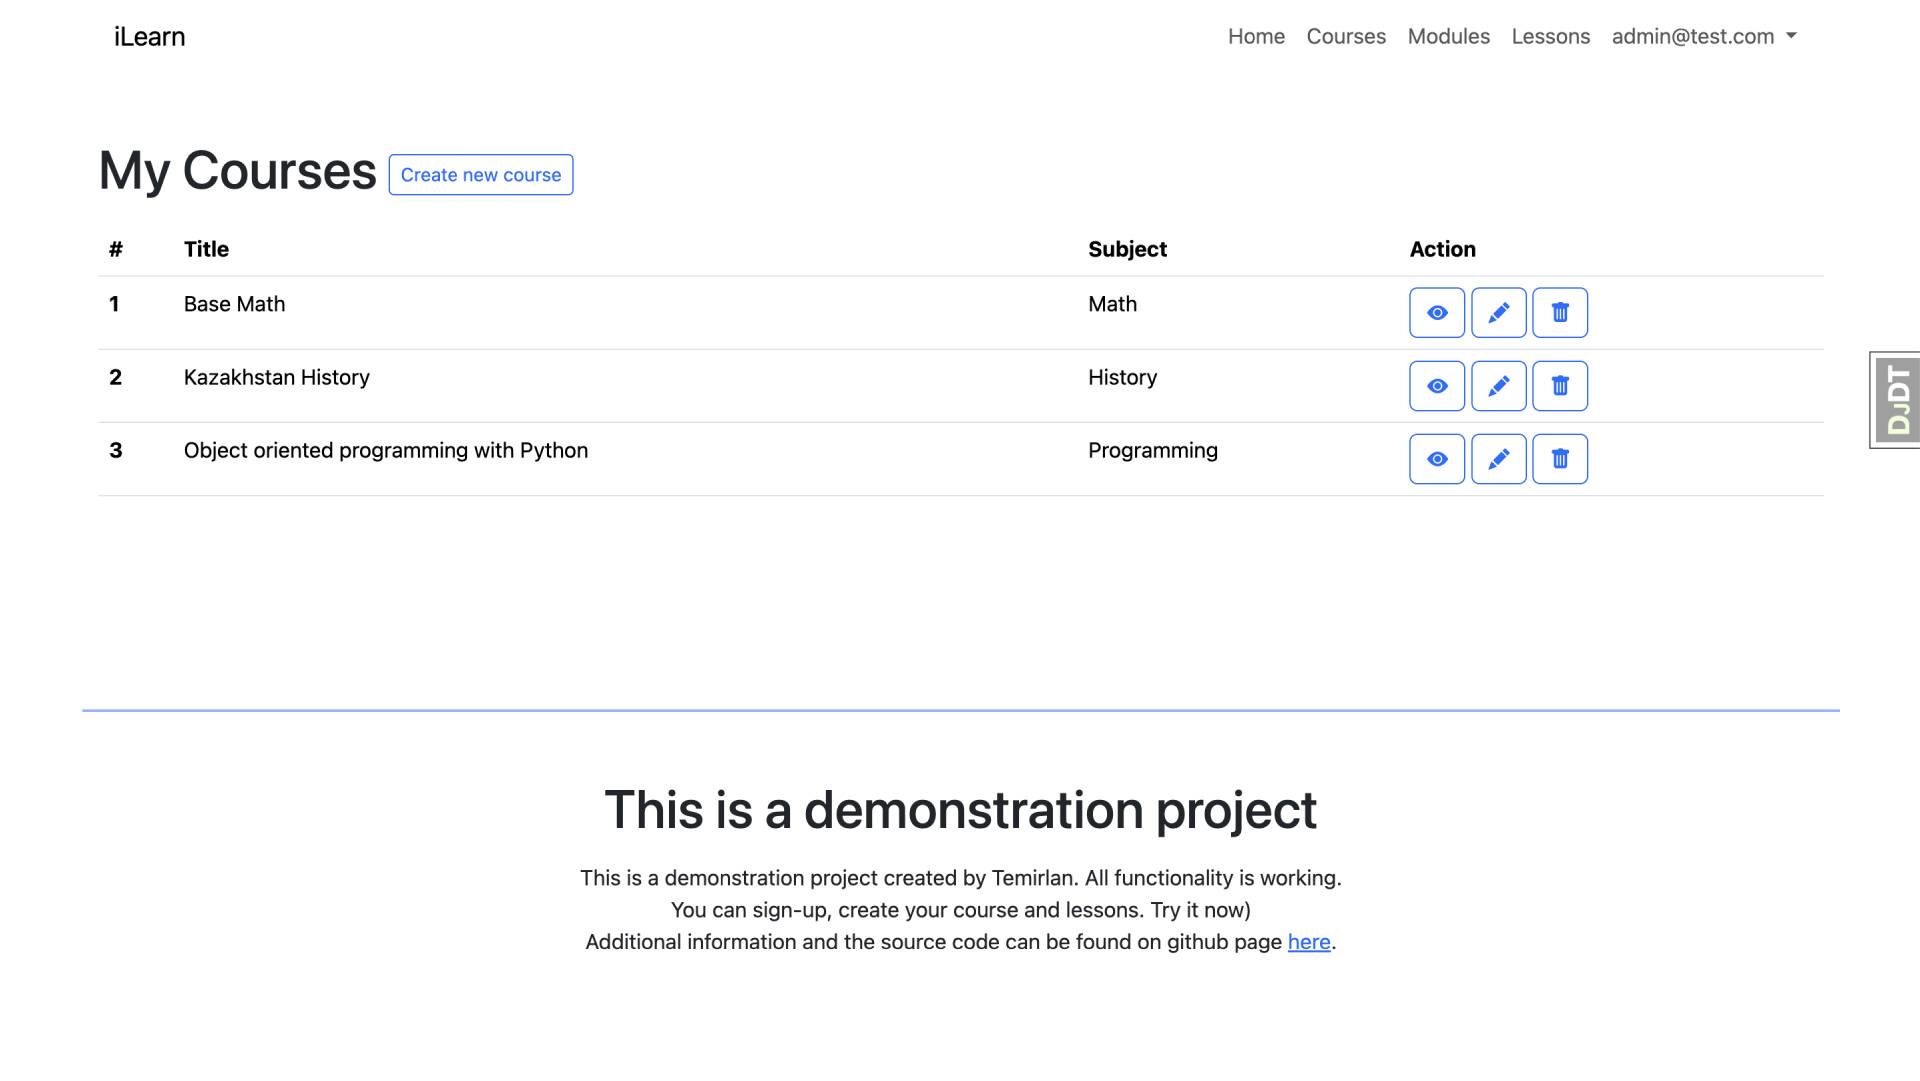 iLearn
Home Courses Modules Lessons admin@test.com
My Courses Create new course
# Title Subject Action
1 Base Math Math
2 Kazakhstan History History
3 Object oriented programming with Python Programming
DJDT
This is a demonstration project
This is a demonstration project created by Temirlan. All functionality is working.
You can sign-up, create your course and lessons. Try it now)
Additional information and the source code can be found on github page here.